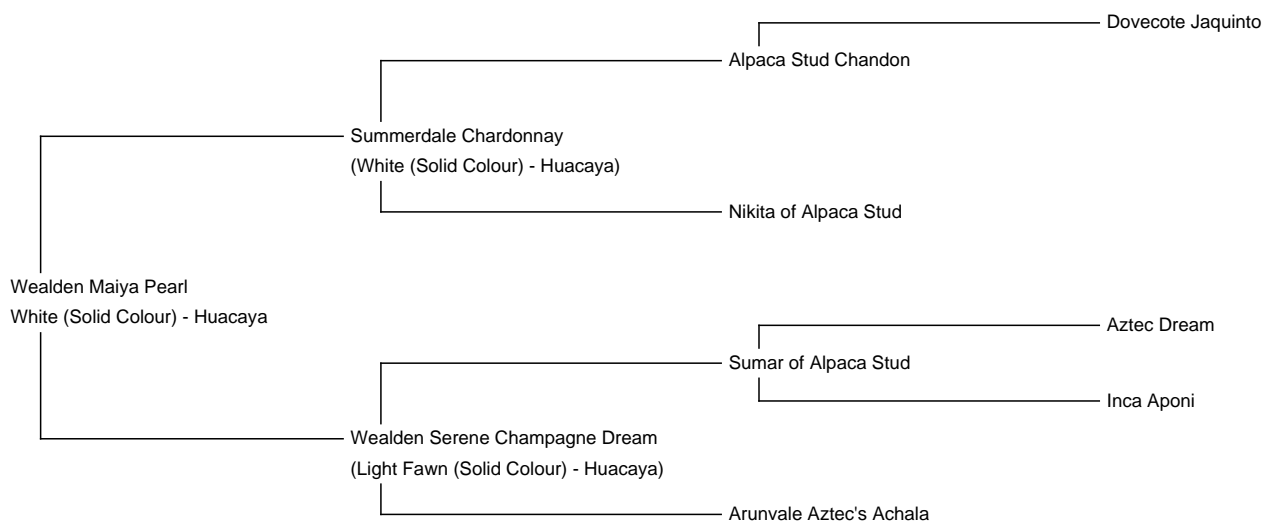 Dovecote Jaquinto
Alpaca Stud Chandon
Summerdale Chardonnay
(White (Solid Colour) - Huacaya)
Nikita of Alpaca Stud
Wealden Maiya Pearl
White (Solid Colour) - Huacaya
Aztec Dream
Sumar of Alpaca Stud
Inca Aponi
Wealden Serene Champagne Dream
(Light Fawn (Solid Colour) - Huacaya)
Arunvale Aztec's Achala